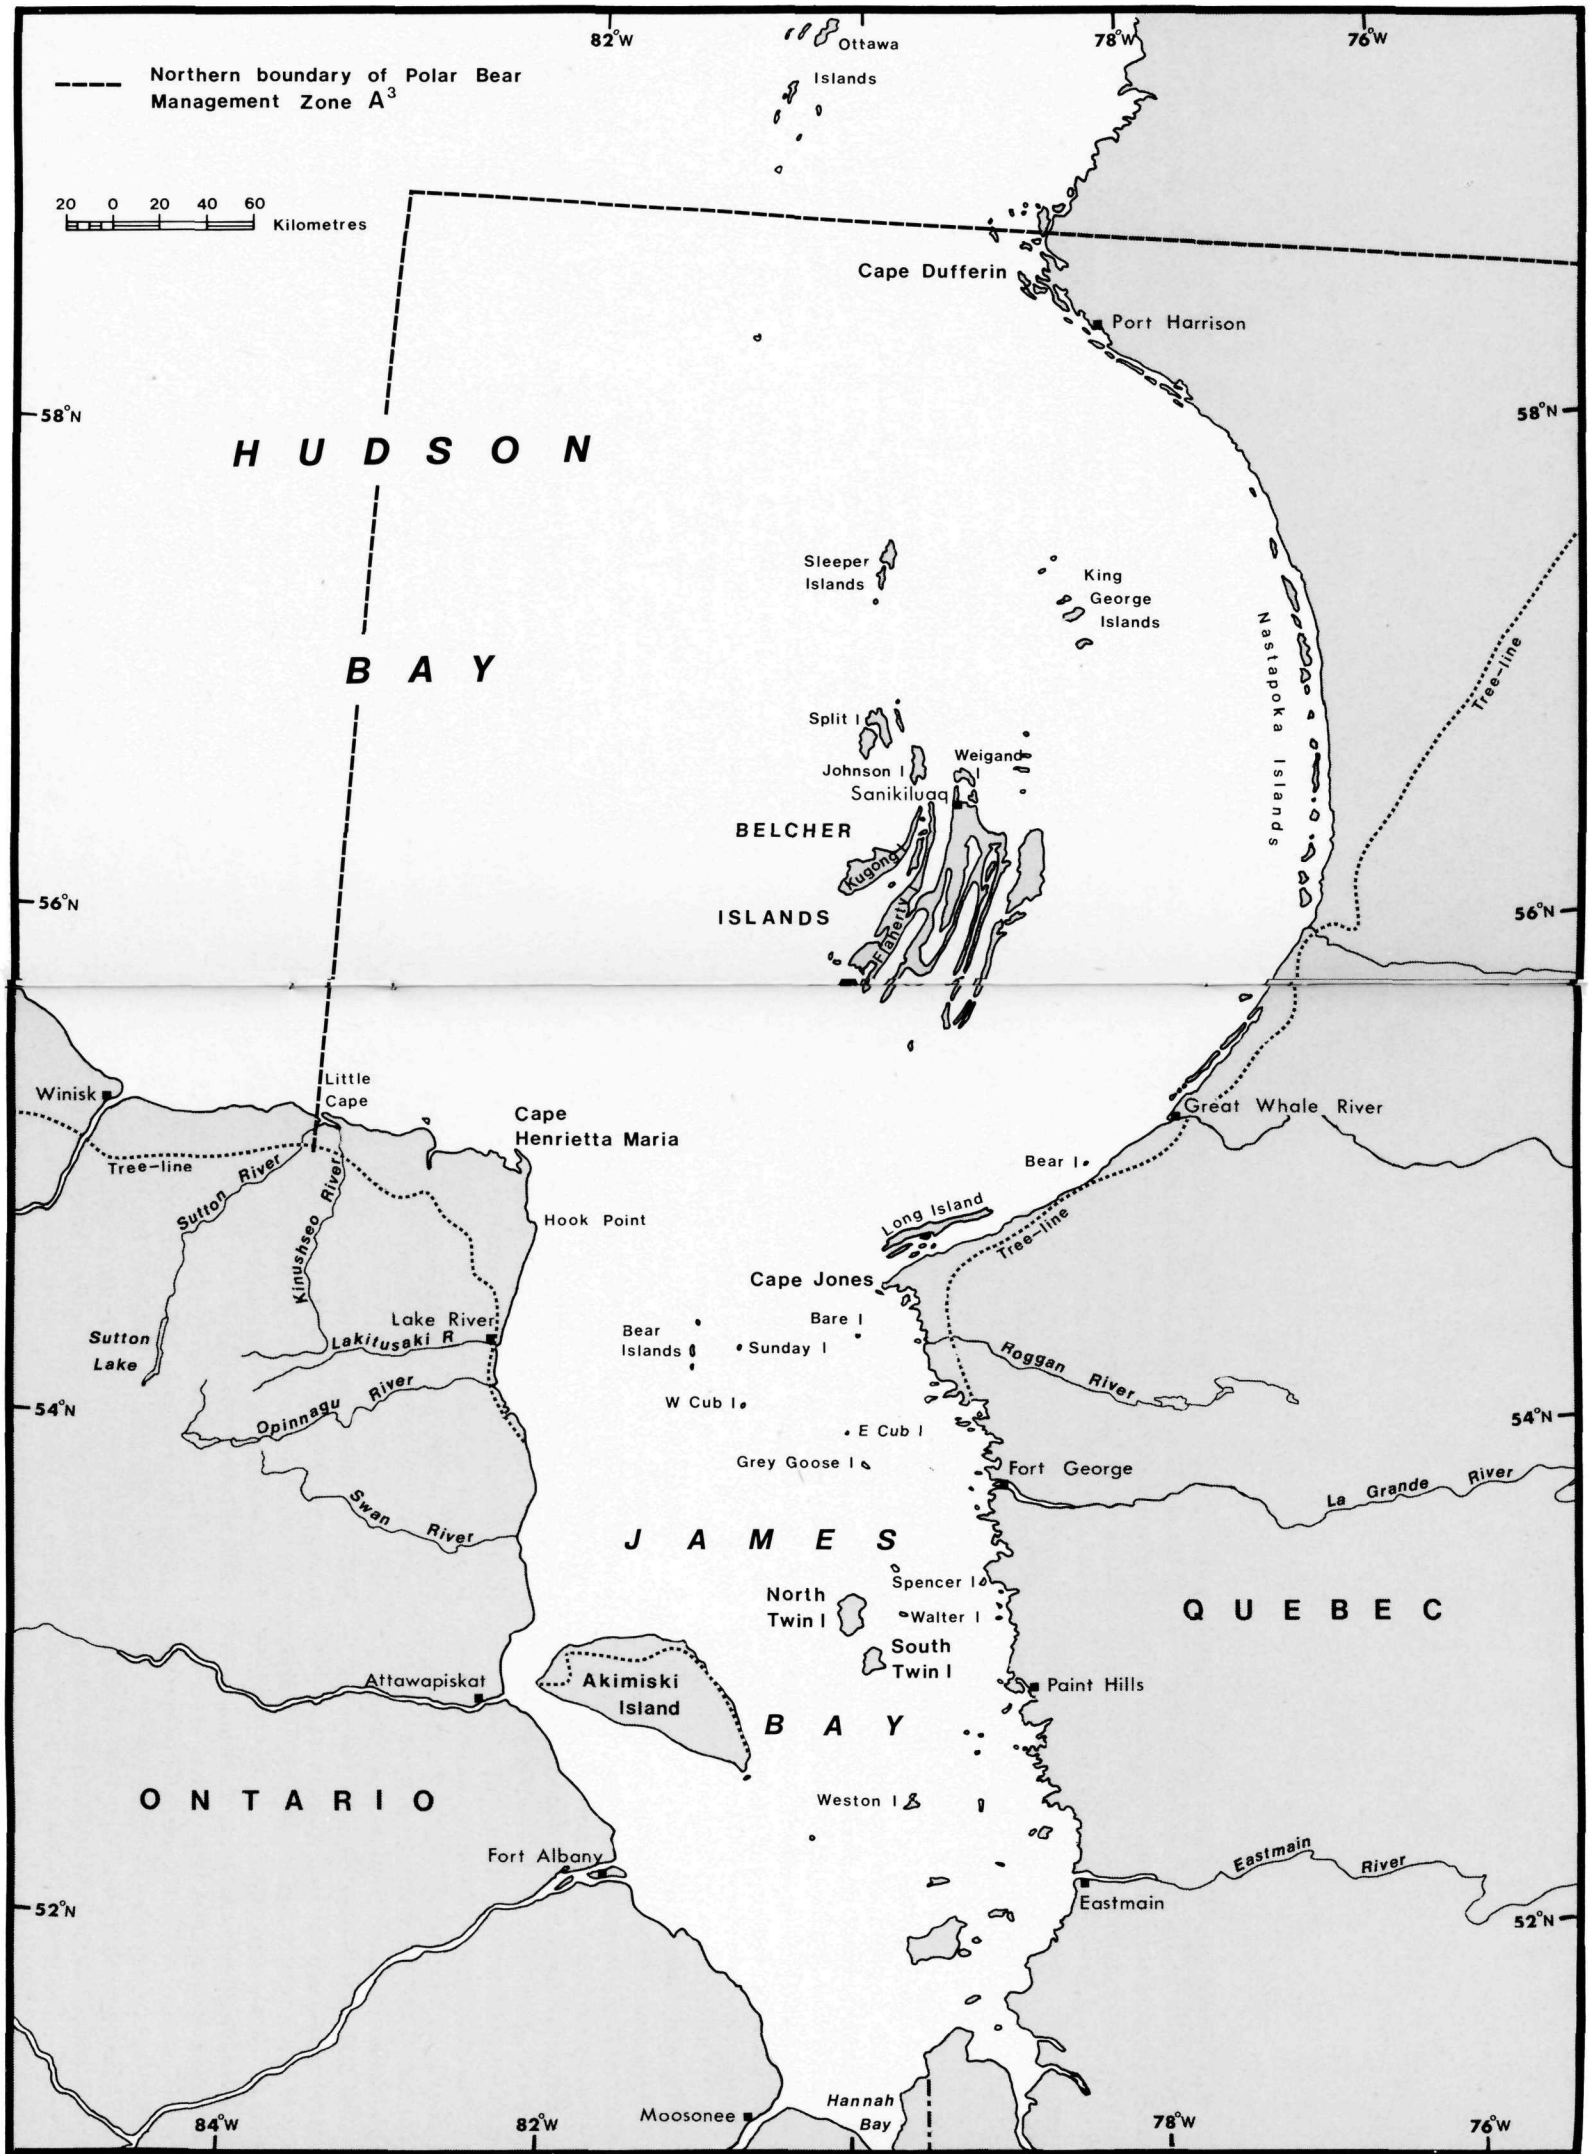 82°W
78°W
76°W
Ottawa
Islands
Northern boundary of Polar Bear
Management Zone A³
20 0 20 40 60
Kilometres
Cape Dufferin
Port Harrison
58°N
58°N
HUDSON
BAY
Sleeper
Islands
King
George
Islands
Nastapoka Islands
Tree-line
Split I
Johnson I
Weigand
I
Sanikiluaq
BELCHER
ISLANDS
Kugong I
Flaherty
56°N
56°N
Winisk
Little
Cape
Cape
Henrietta Maria
Great Whale River
Tree-line
Sutton River
Kinushseo River
Bear I
Hook Point
Long Island
Tree-line
Cape Jones
Lake River
Lakitusaki R
Sutton
Lake
Bear
Islands
Sunday I
Bare I
Roggan River
Opinnagu River
W Cub I
E Cub I
54°N
54°N
Grey Goose I
Fort George
La Grande River
Swan River
JAMES
BAY
Spencer I
North
Twin I
Walter I
South
Twin I
QUEBEC
Attawapiskat
Akimiski
Island
Paint Hills
ONTARIO
Weston I
Fort Albany
Eastmain River
Eastmain
52°N
52°N
Hannah
Bay
Moosonee
84°W
82°W
78°W
76°W